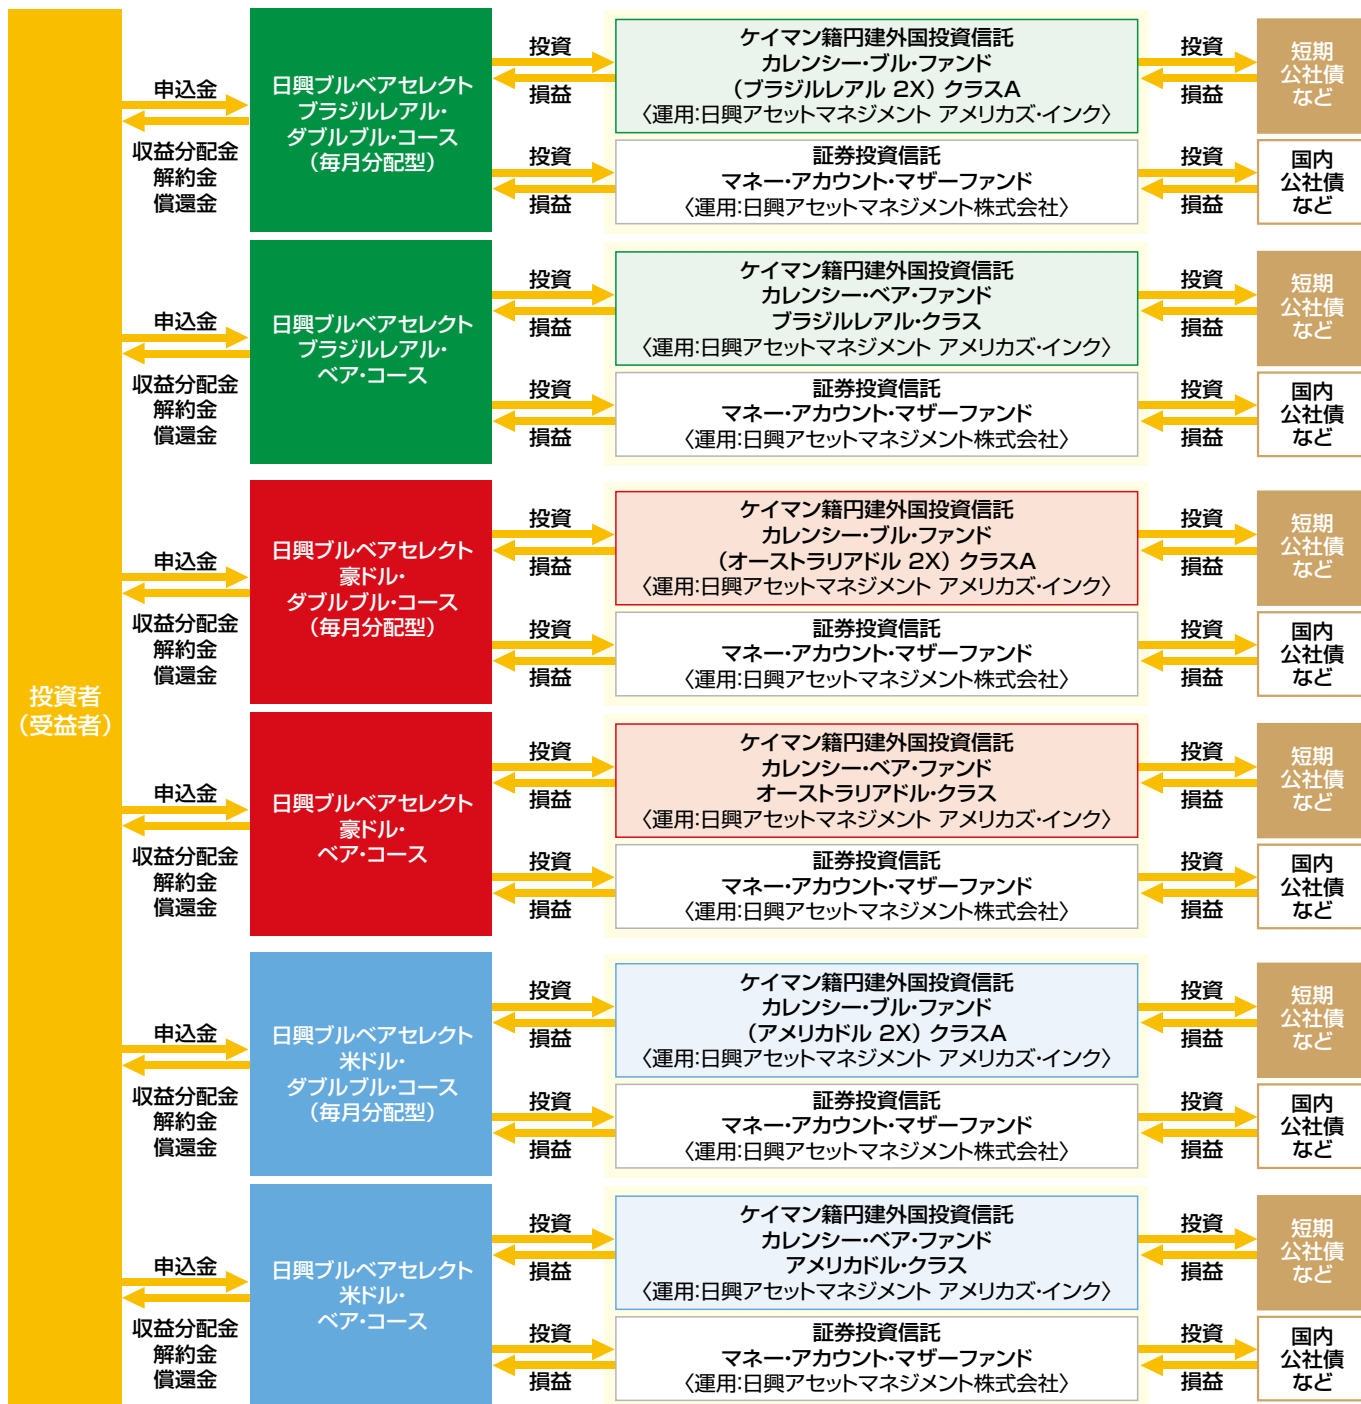 投資者
（受益者）
申込金
収益分配金
解約金
償還金
日興ブルベアセレクト
ブラジルレアル・
ダブルブル・コース
（毎月分配型）
投資
損益
ケイマン籍円建外国投資信託
カレンシー・ブル・ファンド
（ブラジルレアル 2X）クラスA
〈運用:日興アセットマネジメント アメリカズ・インク〉
投資
損益
短期
公社債
など
投資
損益
証券投資信託
マネー・アカウント・マザーファンド
〈運用:日興アセットマネジメント株式会社〉
投資
損益
国内
公社債
など
申込金
収益分配金
解約金
償還金
日興ブルベアセレクト
ブラジルレアル・
ベア・コース
投資
損益
ケイマン籍円建外国投資信託
カレンシー・ベア・ファンド
ブラジルレアル・クラス
〈運用:日興アセットマネジメント アメリカズ・インク〉
投資
損益
短期
公社債
など
投資
損益
証券投資信託
マネー・アカウント・マザーファンド
〈運用:日興アセットマネジメント株式会社〉
投資
損益
国内
公社債
など
申込金
収益分配金
解約金
償還金
日興ブルベアセレクト
豪ドル・
ダブルブル・コース
（毎月分配型）
投資
損益
ケイマン籍円建外国投資信託
カレンシー・ブル・ファンド
（オーストラリアドル 2X）クラスA
〈運用:日興アセットマネジメント アメリカズ・インク〉
投資
損益
短期
公社債
など
投資
損益
証券投資信託
マネー・アカウント・マザーファンド
〈運用:日興アセットマネジメント株式会社〉
投資
損益
国内
公社債
など
申込金
収益分配金
解約金
償還金
日興ブルベアセレクト
豪ドル・
ベア・コース
投資
損益
ケイマン籍円建外国投資信託
カレンシー・ベア・ファンド
オーストラリアドル・クラス
〈運用:日興アセットマネジメント アメリカズ・インク〉
投資
損益
短期
公社債
など
投資
損益
証券投資信託
マネー・アカウント・マザーファンド
〈運用:日興アセットマネジメント株式会社〉
投資
損益
国内
公社債
など
申込金
収益分配金
解約金
償還金
日興ブルベアセレクト
米ドル・
ダブルブル・コース
（毎月分配型）
投資
損益
ケイマン籍円建外国投資信託
カレンシー・ブル・ファンド
（アメリカドル 2X）クラスA
〈運用:日興アセットマネジメント アメリカズ・インク〉
投資
損益
短期
公社債
など
投資
損益
証券投資信託
マネー・アカウント・マザーファンド
〈運用:日興アセットマネジメント株式会社〉
投資
損益
国内
公社債
など
申込金
収益分配金
解約金
償還金
日興ブルベアセレクト
米ドル・
ベア・コース
投資
損益
ケイマン籍円建外国投資信託
カレンシー・ベア・ファンド
アメリカドル・クラス
〈運用:日興アセットマネジメント アメリカズ・インク〉
投資
損益
短期
公社債
など
投資
損益
証券投資信託
マネー・アカウント・マザーファンド
〈運用:日興アセットマネジメント株式会社〉
投資
損益
国内
公社債
など